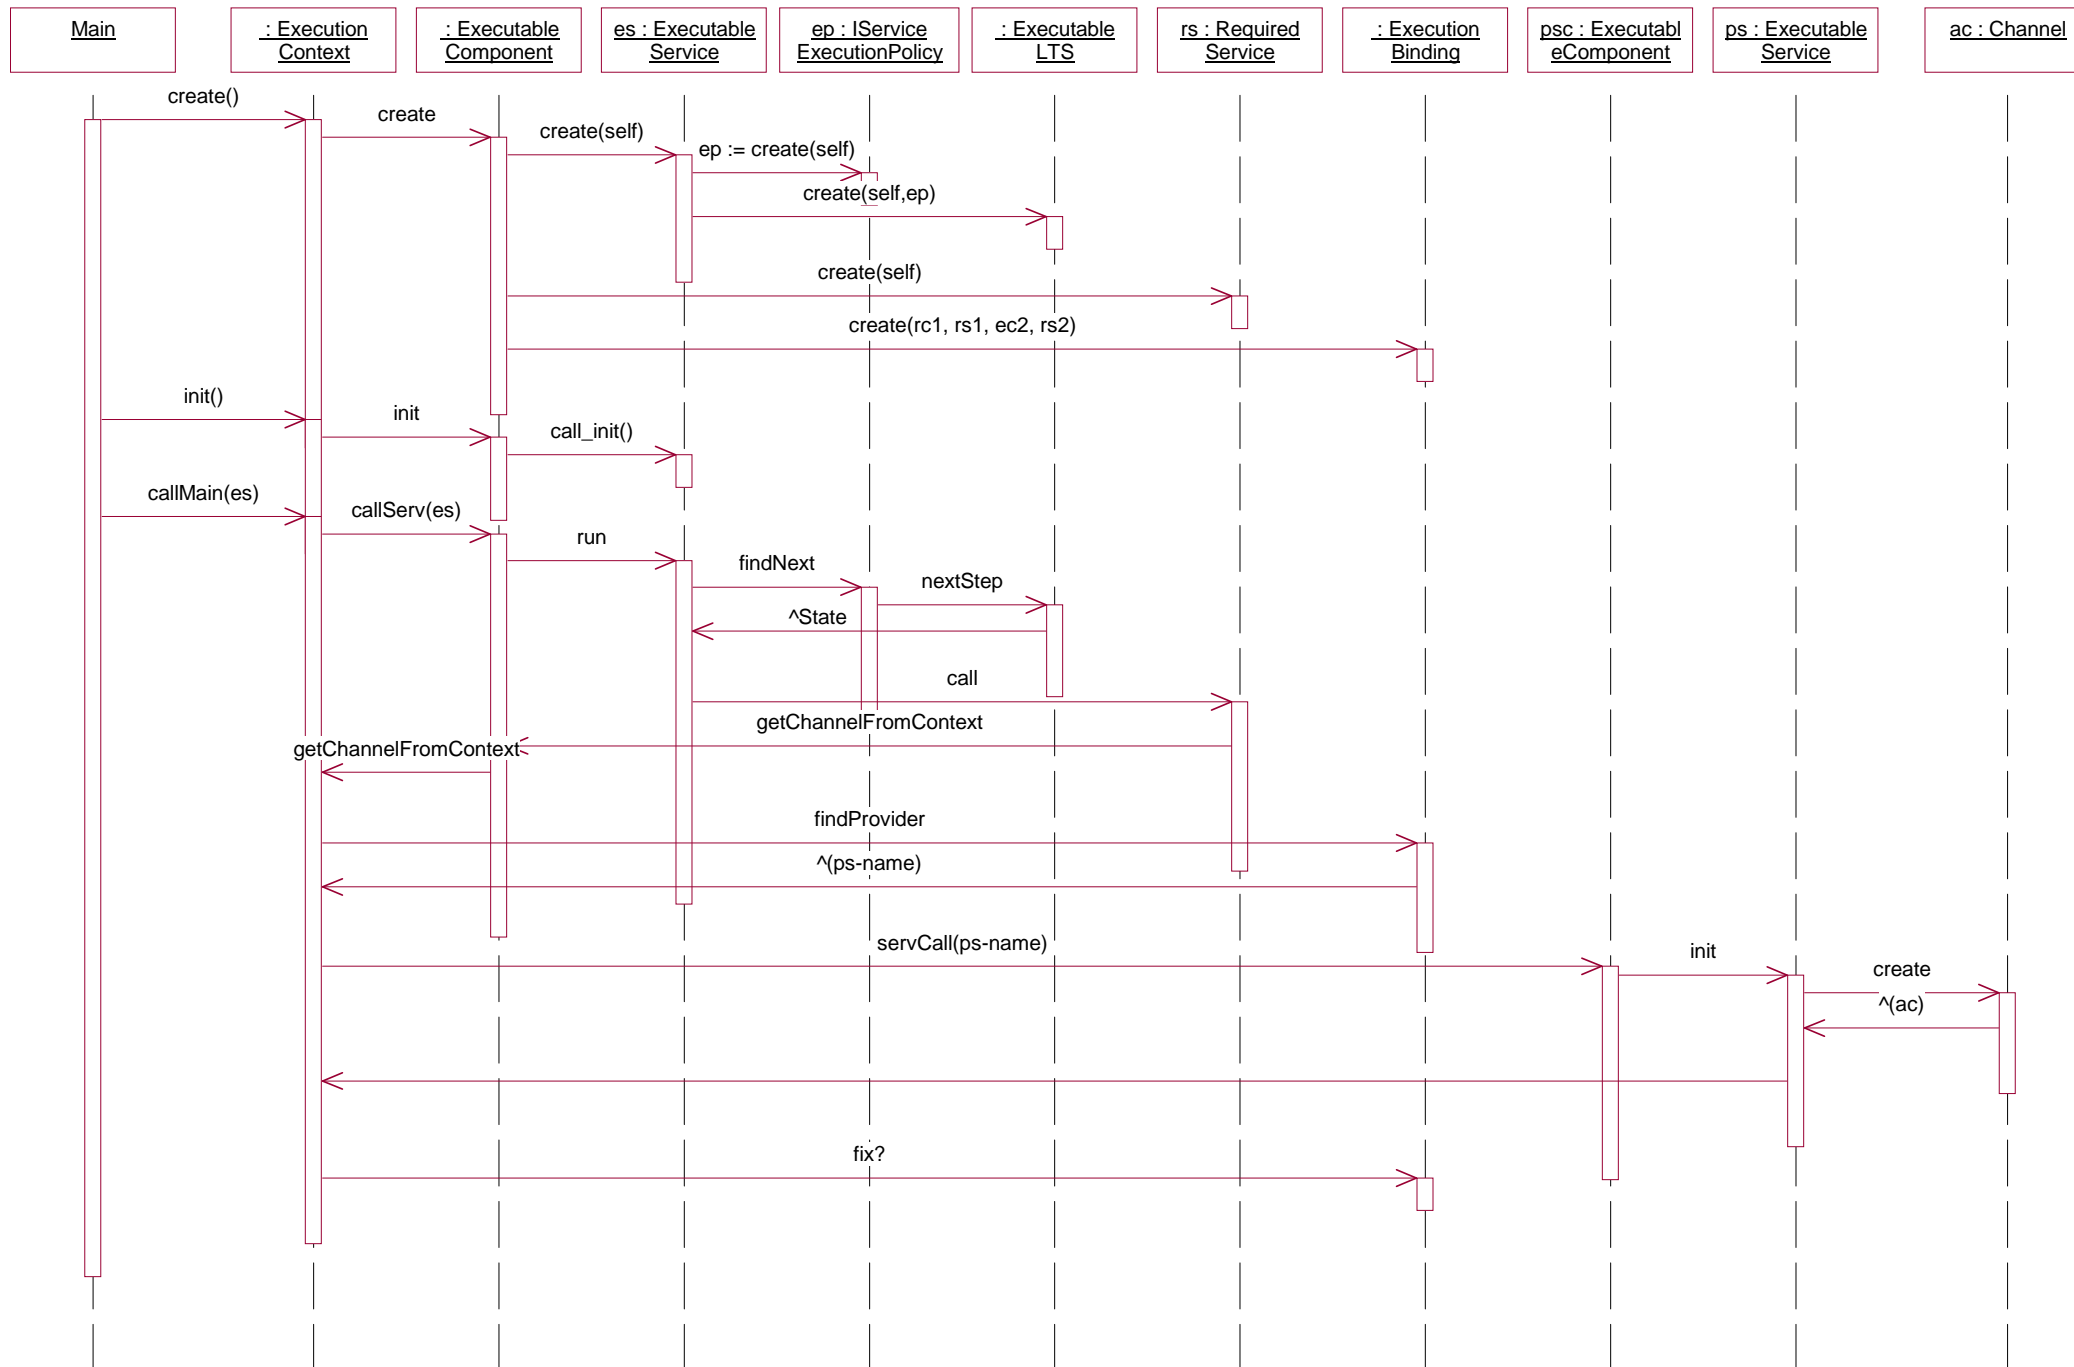 Main
: Execution
Context
: Executable
Component
es : Executable
Service
ep : IService
ExecutionPolicy
: Executable
LTS
rs : Required
Service
: Execution
Binding
psc : Executabl
eComponent
ps : Executable
Service
ac : Channel
create()
create
create(self)
ep := create(self)
create(self,ep)
create(self)
create(rc1, rs1, ec2, rs2)
init()
init
call_init()
callMain(es)
callServ(es)
run
findNext
nextStep
^State
call
getChannelFromContext
getChannelFromContext
findProvider
^(ps-name)
servCall(ps-name)
init
create
^(ac)
fix?